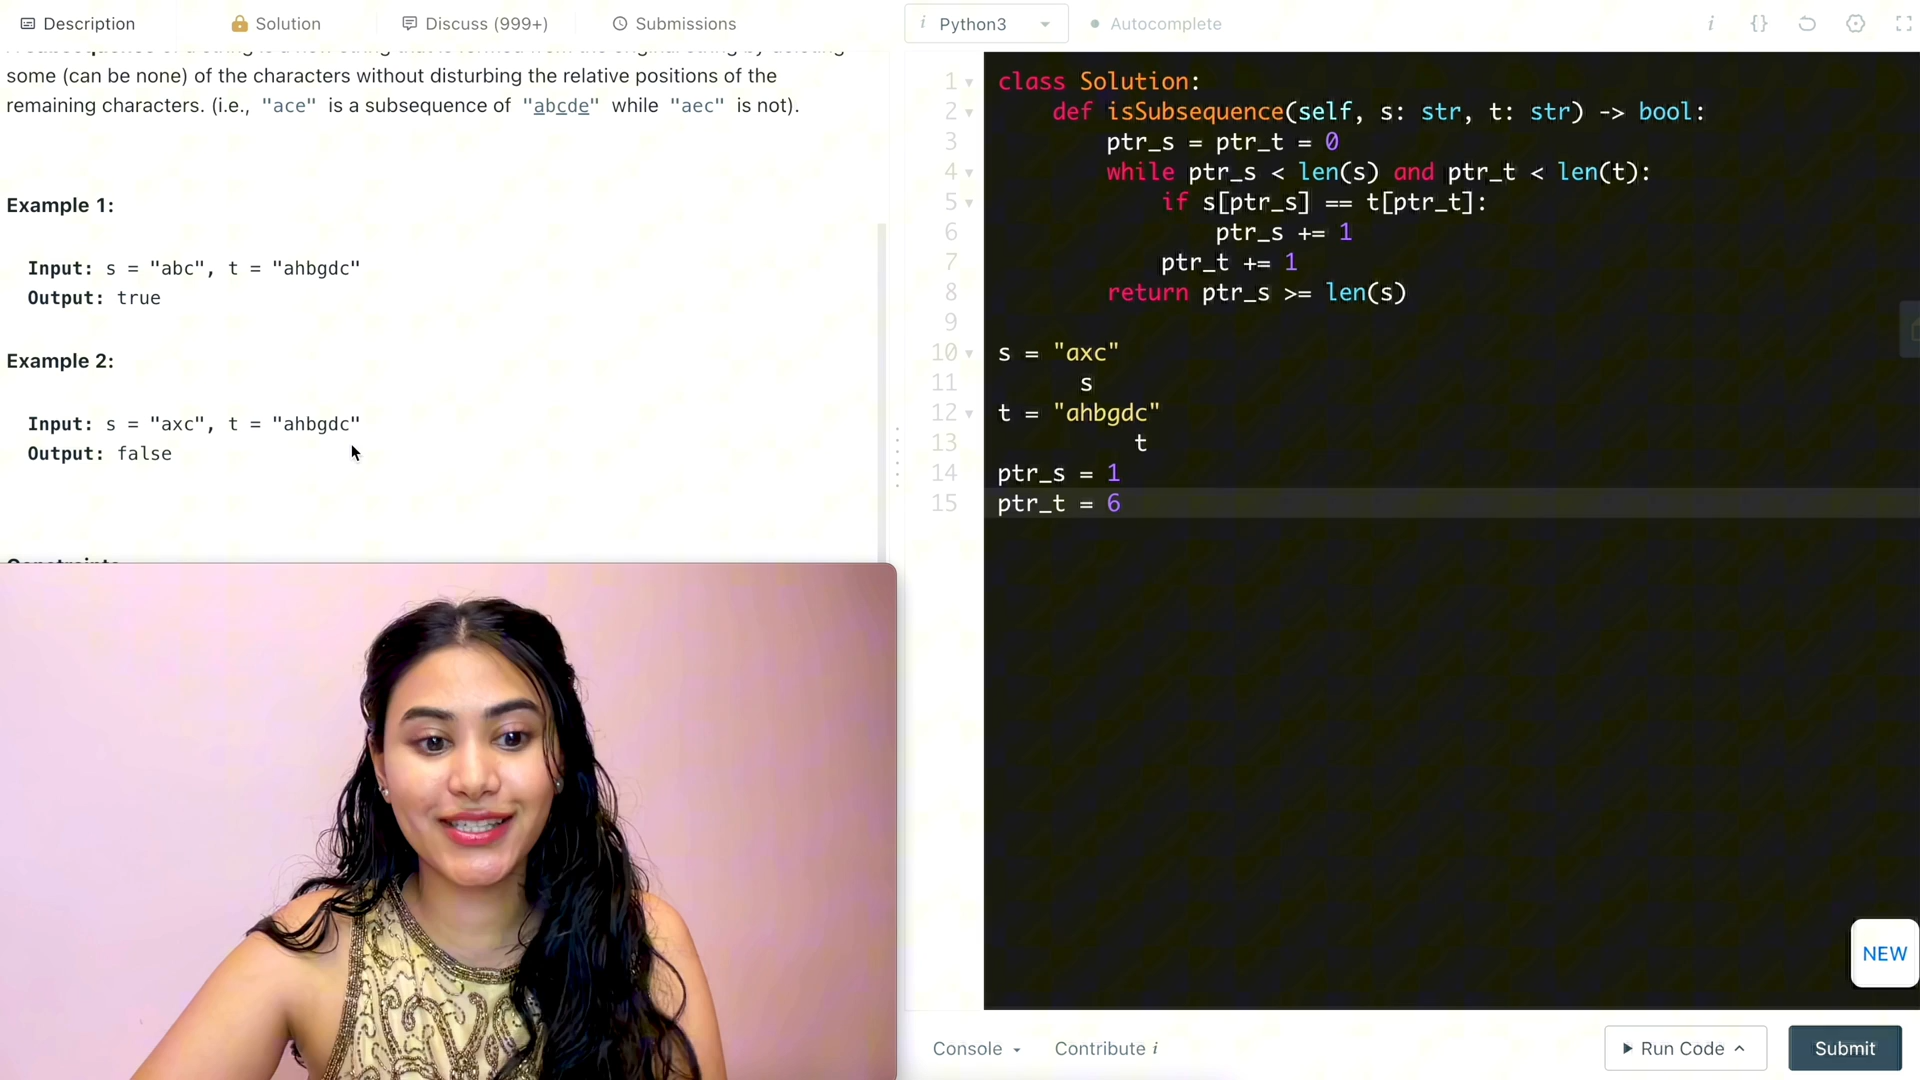 Description
Solution
Discuss (999+)
Submissions
Python3
Autocomplete
some (can be none) of the characters without disturbing the relative positions of the
remaining characters. (i.e., "ace" is a subsequence of "abcde" while "aec" is not).
Example 1:
Input: s = "abc", t = "ahbgdc"
Output: true
Example 2:
Input: s = "axc", t = "ahbgdc"
Output: false
1 class Solution:
2 def isSubsequence(self, s: str, t: str) -> bool:
3 ptr_s = ptr_t = 0
4 while ptr_s < len(s) and ptr_t < len(t):
5 if s[ptr_s] == t[ptr_t]:
6 ptr_s += 1
7 ptr_t += 1
8 return ptr_s >= len(s)
9
10 s = "axc"
11 s
12 t = "ahbgdc"
13 t
14 ptr_s = 1
15 ptr_t = 6
NEW
Console
Contribute i
Run Code
Submit